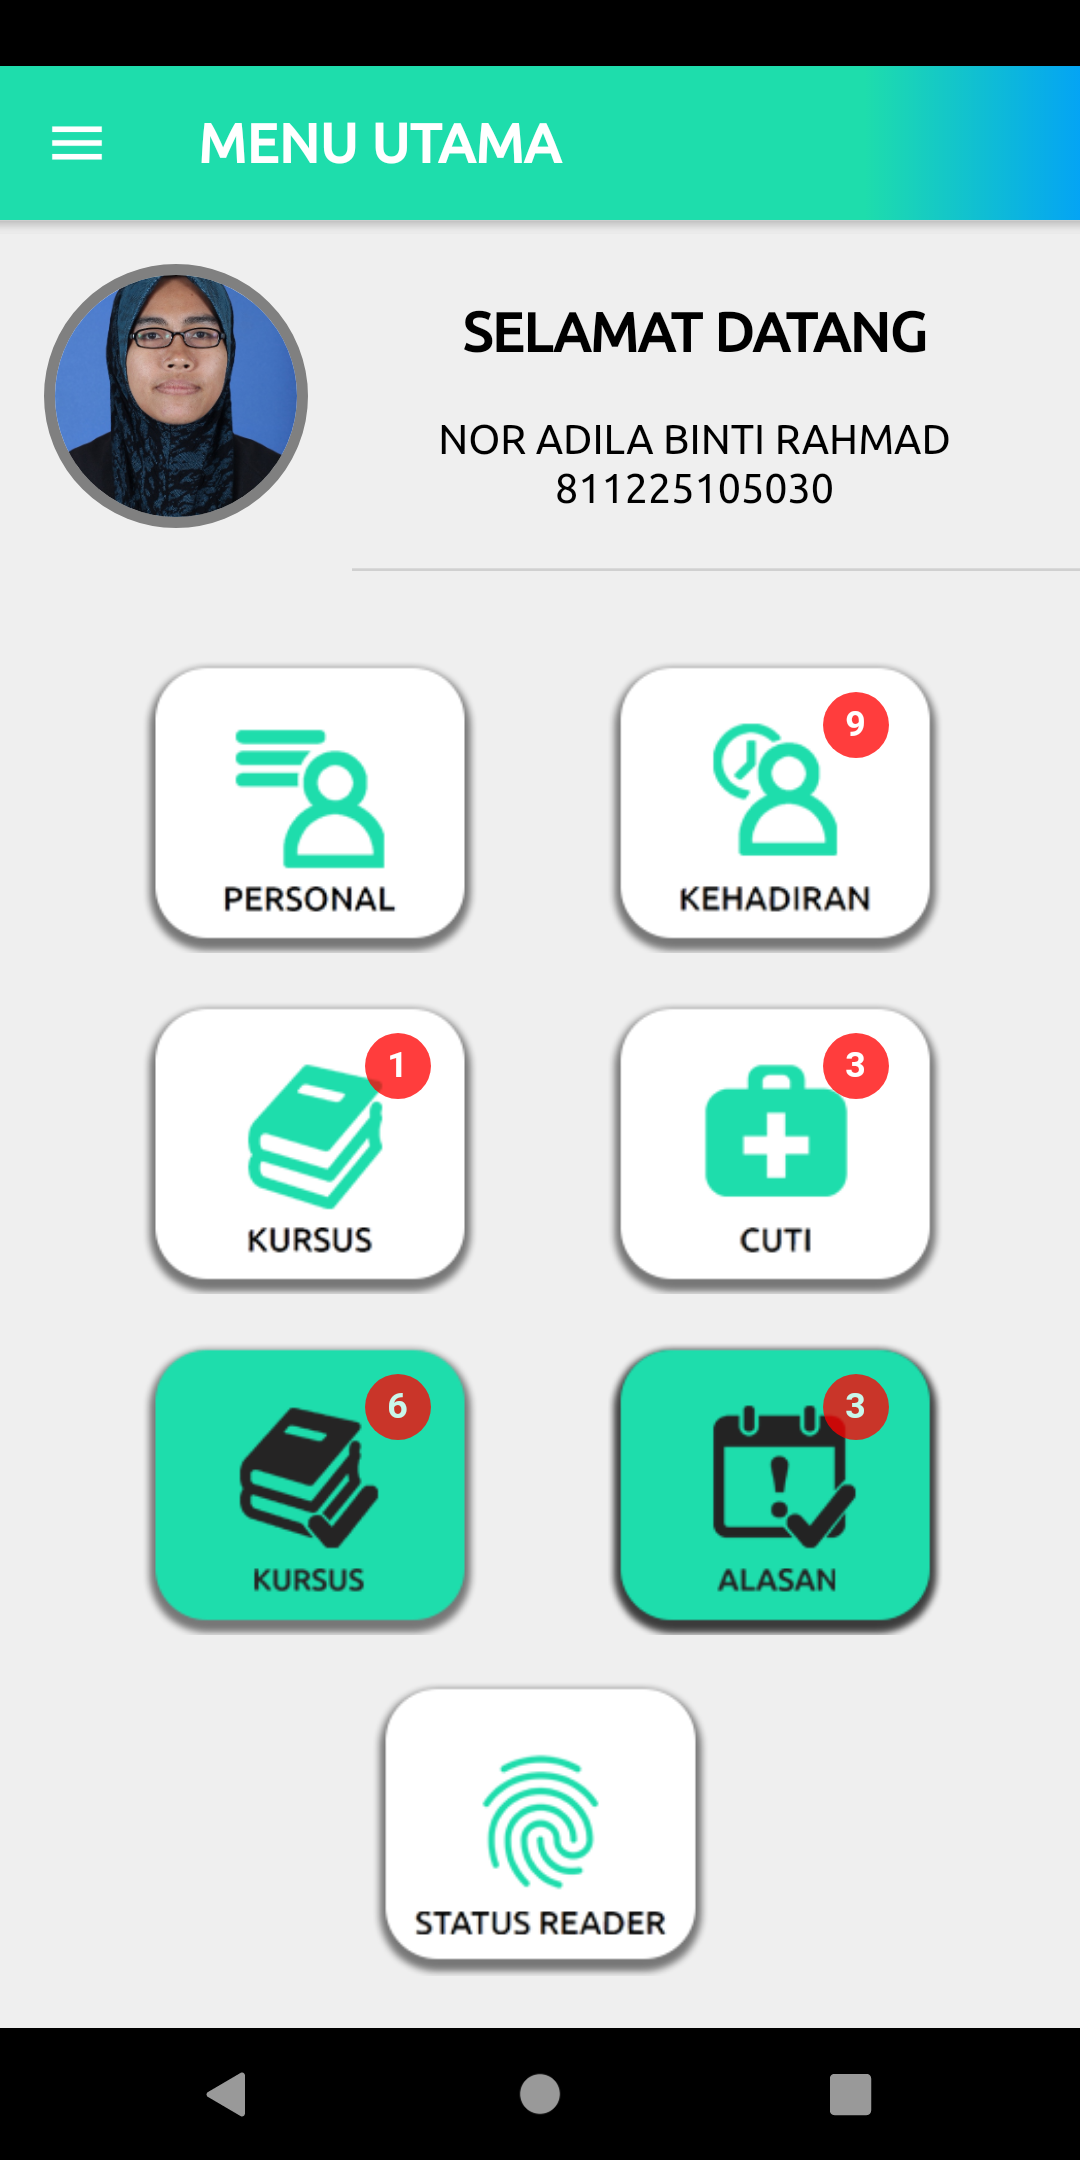 MENU UTAMA
SELAMAT DATANG
NOR ADILA BINTI RAHMAD
811225105030
9
PERSONAL
KEHADIRAN
1
3
KURSUS
CUTI
6
3
KURSUS
ALASAN
STATUS READER